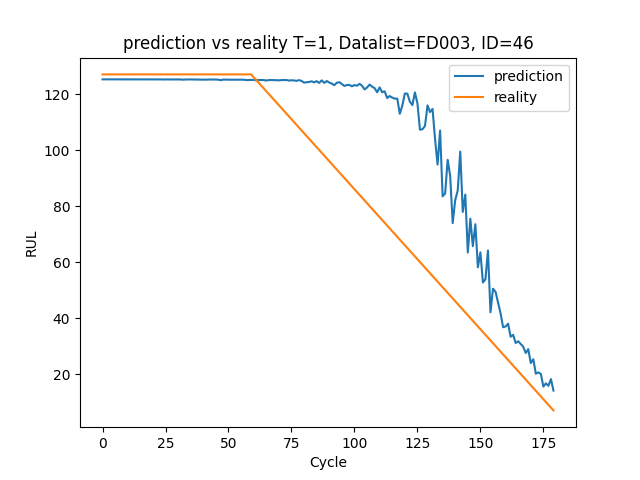 prediction vs reality T=1, Datalist=FD003, ID=46
prediction
reality
RUL
120
100
80
60
40
20
0 25 50 75 100 125 150 175
Cycle